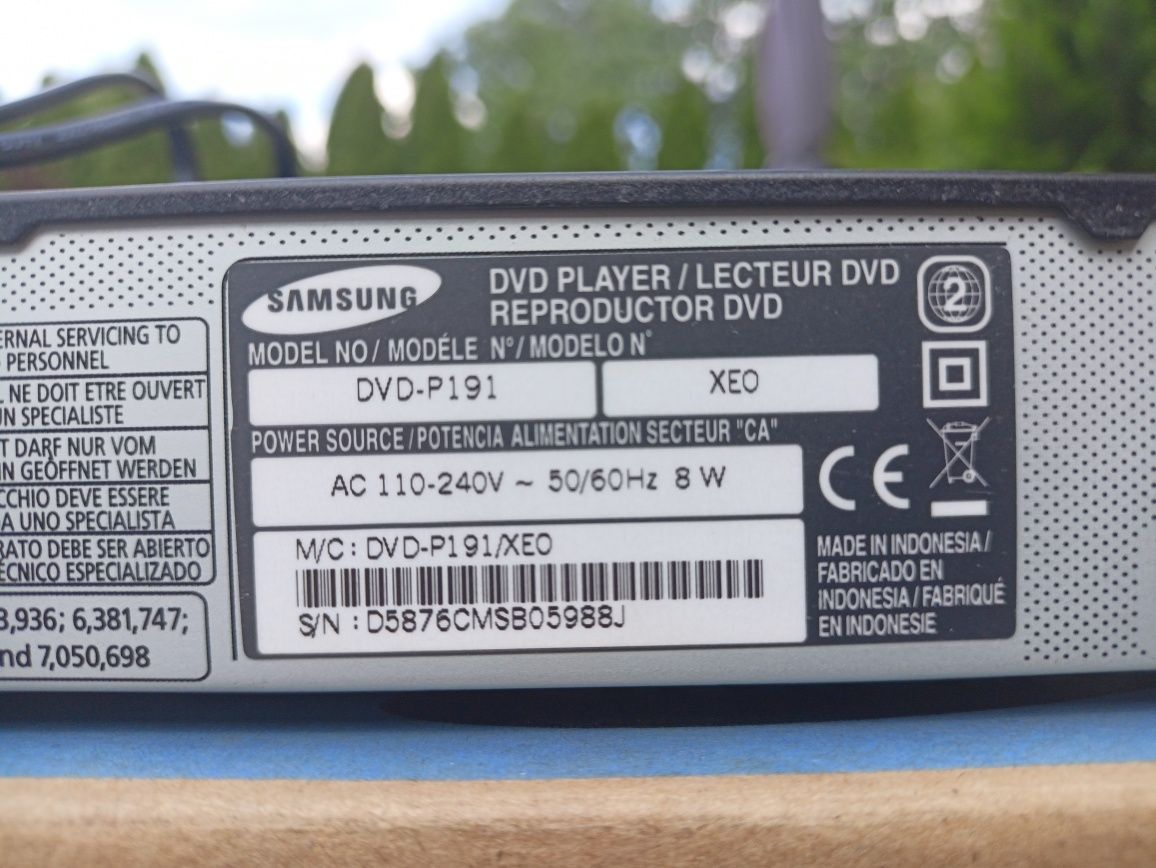 ERNAL SERVICING TO
PERSONNEL
NE DOIT ETRE OUVERT
UN SPECIALISTE
DARF NUR VOM
GEÖFFNET WERDEN
CCHIO DEVE ESSERE
A UNO SPECIALISTA
RATO DEBE SER ABIERTO
TÉCNICO ESPECIALIZADO
3,936; 6,381,747;
nd 7,050,698
SAMSUNG
DVD PLAYER / LECTEUR DVD
REPRODUCTOR DVD
2
MODEL NO / MODÉLE N° / MODELO N°
DVD-P191
XEO
POWER SOURCE / POTENCIA ALIMENTATION SECTEUR "CA"
AC 110-240V ~ 50/60Hz 8 W
CE
M/C : DVD-P191/XEO
S/N : D5876CMSB05988J
MADE IN INDONESIA /
FABRICADO EN
INDONESIA / FABRIQUÉ
EN INDONESIE